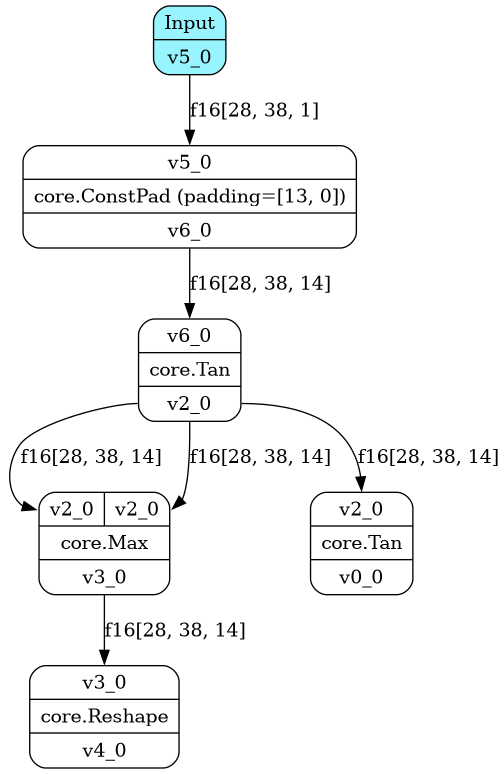 Input
v5_0
f16[28, 38, 1]
v5_0
core.ConstPad (padding=[13, 0])
v6_0
f16[28, 38, 14]
v6_0
core.Tan
v2_0
f16[28, 38, 14] f16[28, 38, 14] f16[28, 38, 14]
v2_0 v2_0 v2_0
core.Max core.Tan
v3_0 v0_0
f16[28, 38, 14]
v3_0
core.Reshape
v4_0